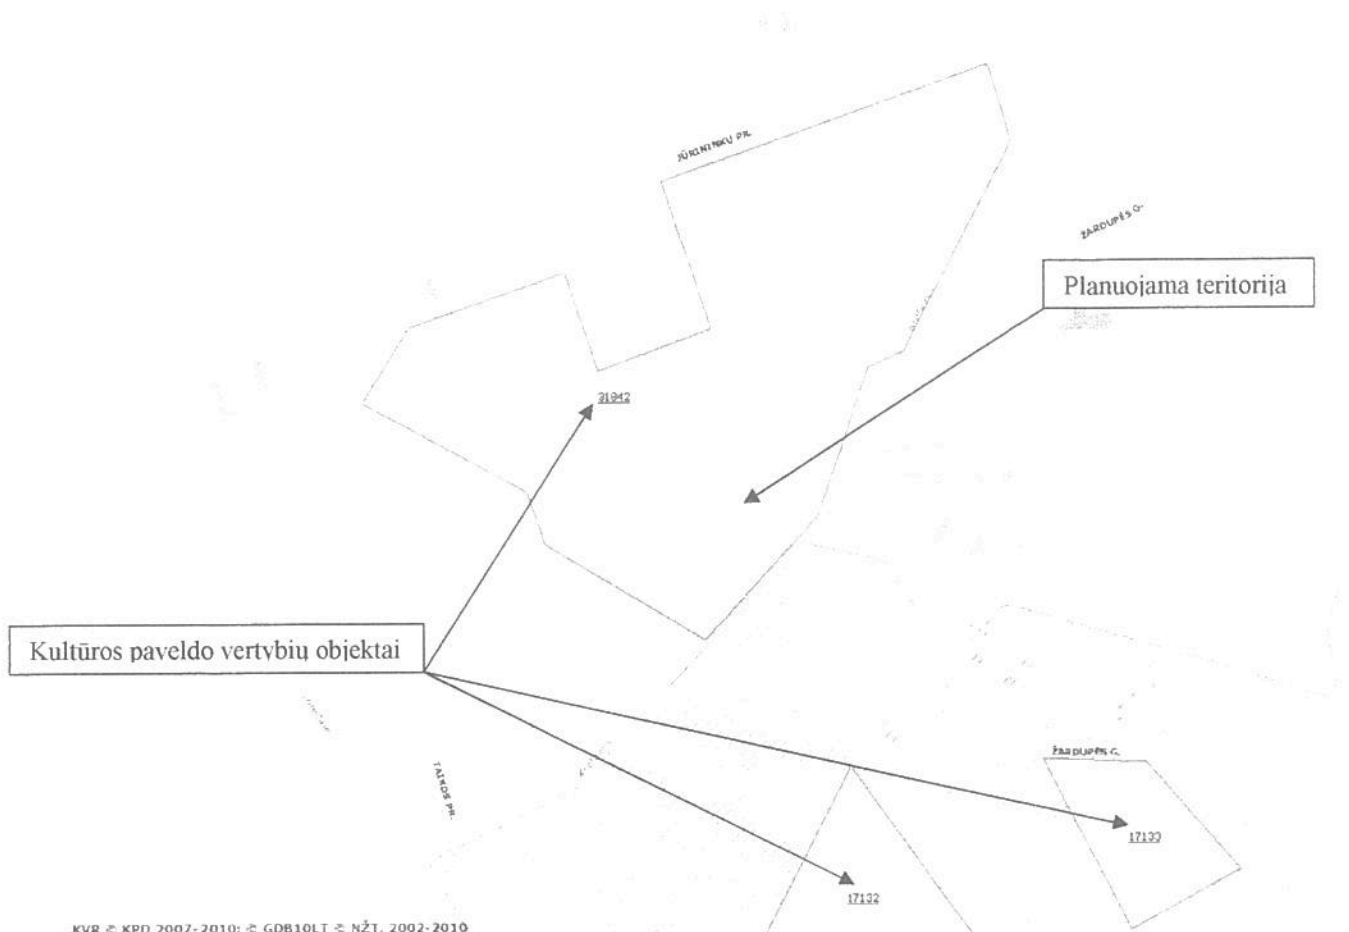 JŪRININKŲ PR.
ŽARDUPĖS G.
Planuojama teritorija
31842
Kultūros paveldo vertybių objektai
TAIKOS PR.
ŽARDUPĖS G.
17133
17132
KVR © KPD 2007-2010; © GDB10LT © NŽT, 2002-2010